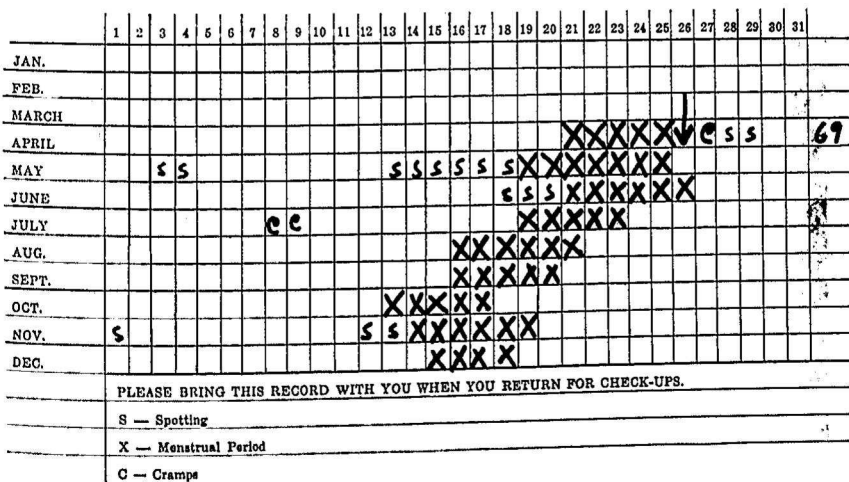 1 2 3 4 5 6 7 8 9 10 11 12 13 14 15 16 17 18 19 20 21 22 23 24 25 26 27 28 29 30 31
JAN.
FEB.
MARCH
APRIL X X X X X ↓ C S S 69
MAY S S S S S S S S X X X X X X X
JUNE S S S X X X X X X
JULY C C X X X X X
AUG. X X X X X X
SEPT. X X X X X
OCT. X X X X X
NOV. S S S X X X X X X
DEC. X X X X
PLEASE BRING THIS RECORD WITH YOU WHEN YOU RETURN FOR CHECK-UPS.
S — Spotting
X — Menstrual Period
C — Cramps